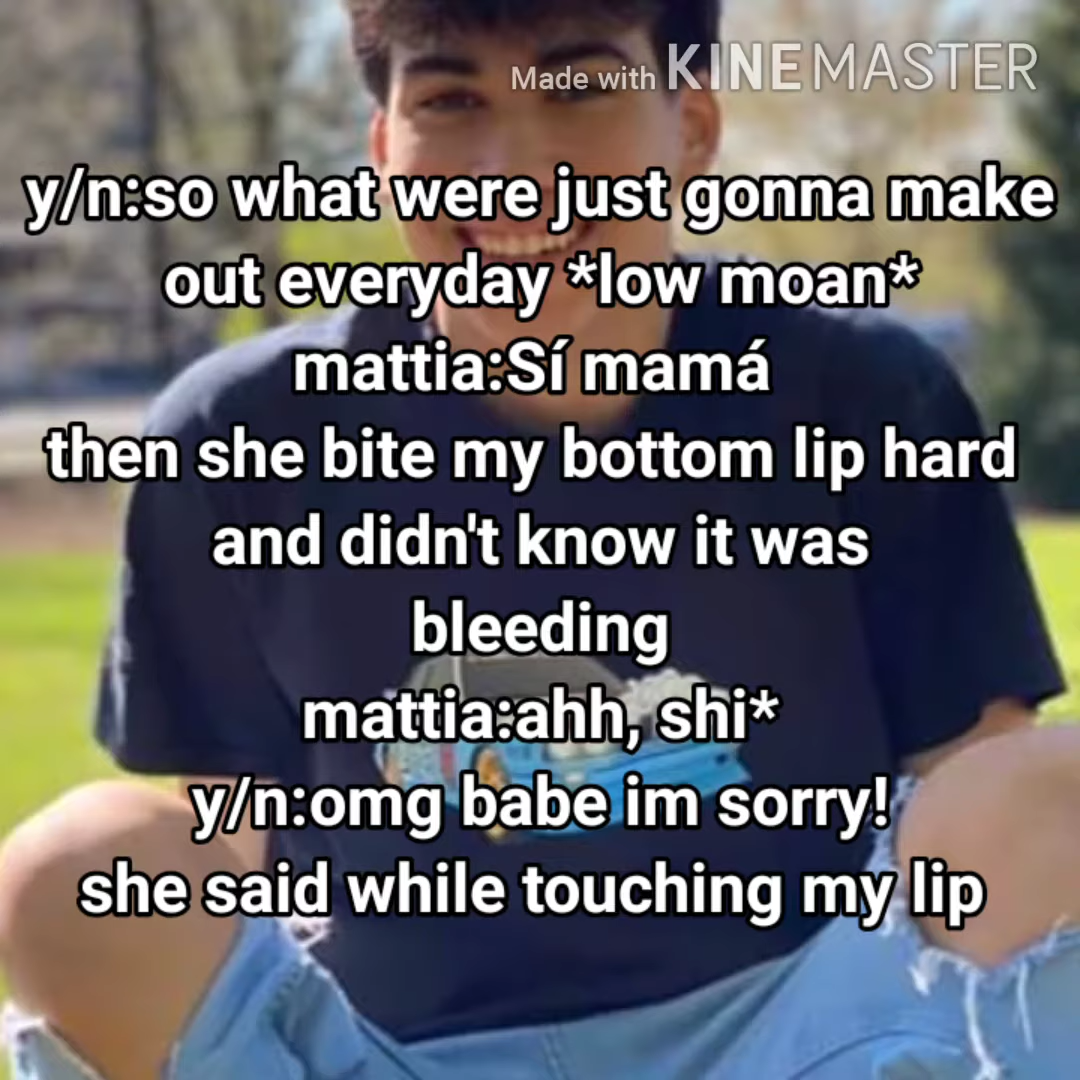 Made with KINEMASTER
y/n:so what were just gonna make
out everyday *low moan*
mattia:Sí mamá
then she bite my bottom lip hard
and didn't know it was
bleeding
mattia:ahh, shi*
y/n:omg babe im sorry!
she said while touching my lip